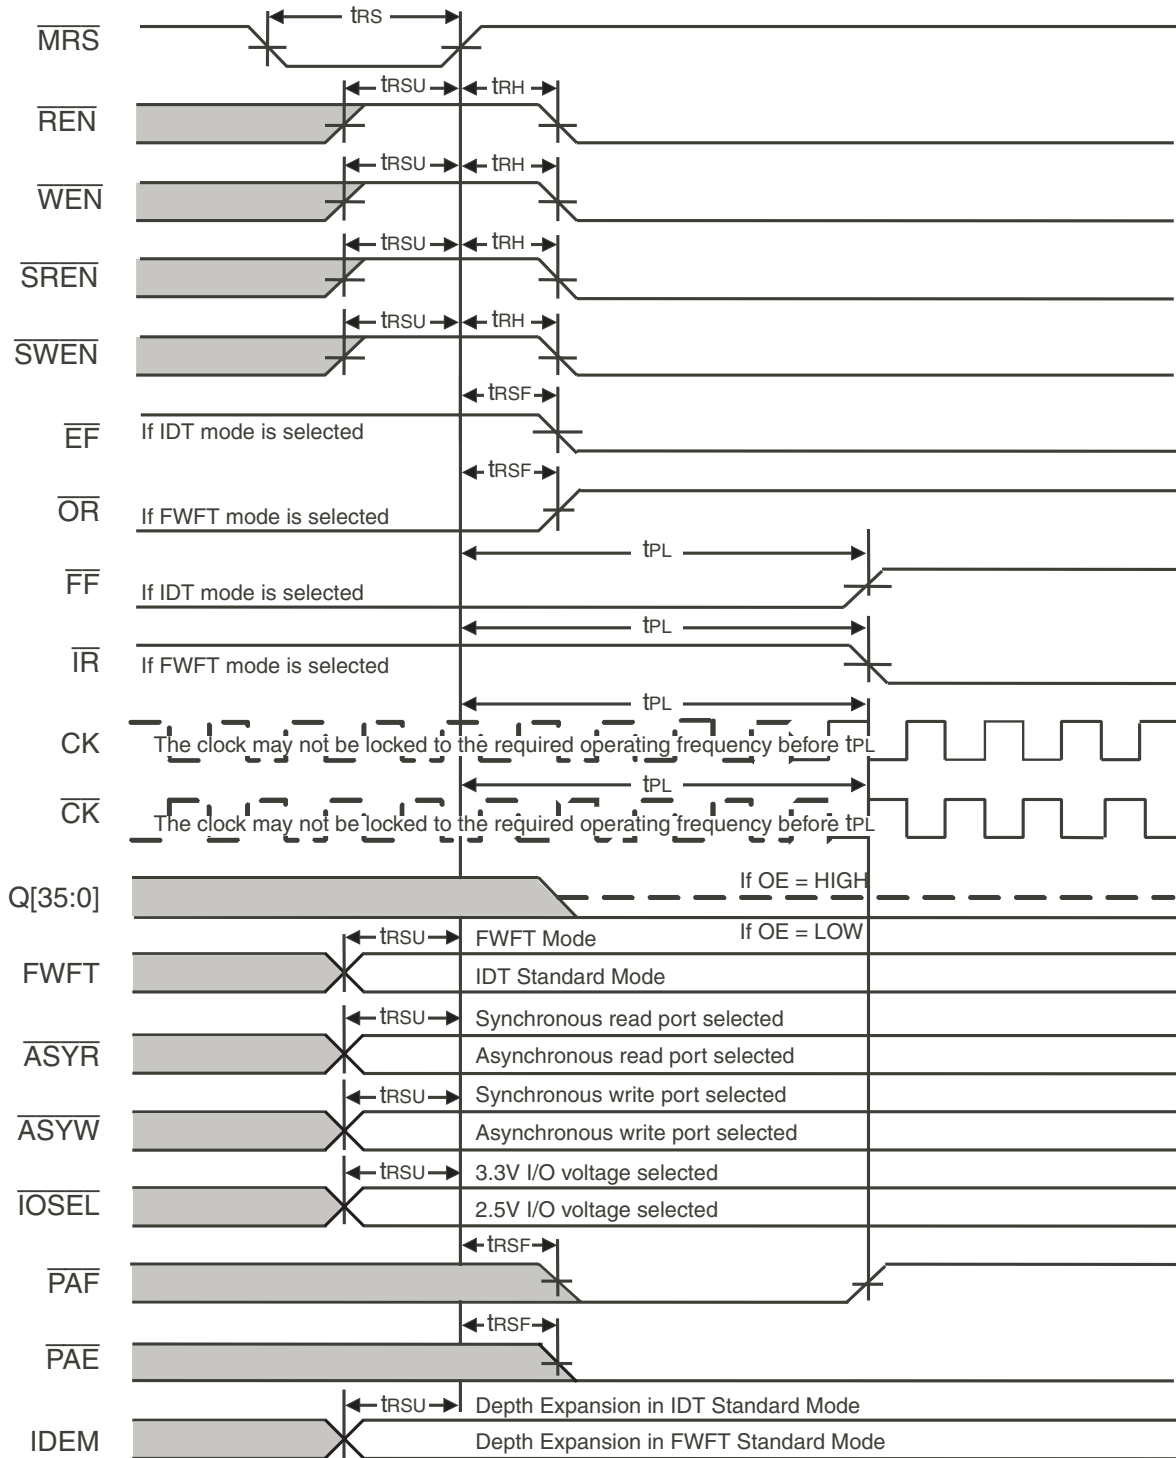 tRS
MRS
tRSU tRH
REN
tRSU tRH
WEN
tRSU tRH
SREN
tRSU tRH
SWEN
tRSF
EF If IDT mode is selected
tRSF
OR If FWFT mode is selected
tPL
FF If IDT mode is selected
tPL
IR If FWFT mode is selected
tPL
CK The clock may not be locked to the required operating frequency before tPL
tPL
CK The clock may not be locked to the required operating frequency before tPL
If OE = HIGH
Q[35:0]
If OE = LOW
tRSU FWFT Mode
FWFT IDT Standard Mode
tRSU Synchronous read port selected
ASYR Asynchronous read port selected
tRSU Synchronous write port selected
ASYW Asynchronous write port selected
tRSU 3.3V I/O voltage selected
IOSEL 2.5V I/O voltage selected
tRSF
PAF
tRSF
PAE
tRSU Depth Expansion in IDT Standard Mode
IDEM Depth Expansion in FWFT Standard Mode